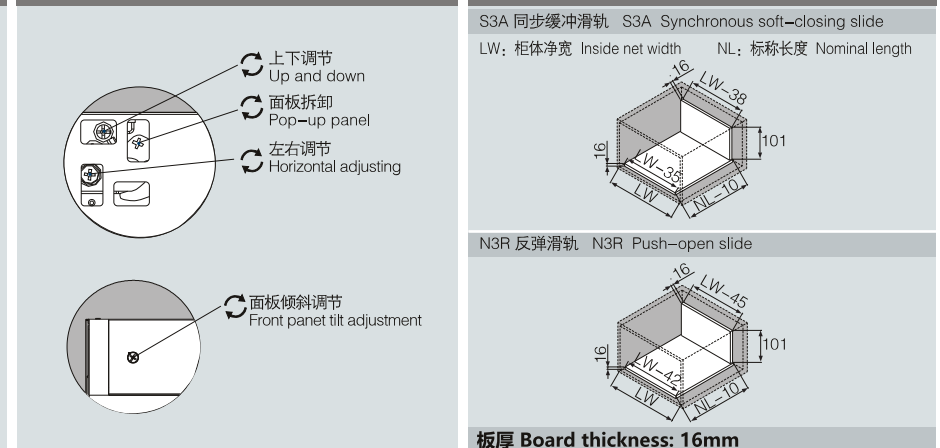 上下调节
Up and down
面板拆卸
Pop-up panel
左右调节
Horizontal adjusting
面板倾斜调节
Front panet tilt adjustment
S3A 同步缓冲滑轨 S3A Synchronous soft-closing slide
LW: 柜体净宽 Inside net width NL: 标称长度 Nominal length
16
LW-38
101
16
LW-35
LW
NL-10
N3R 反弹滑轨 N3R Push-open slide
16
LW-45
101
16
LW-42
LW
NL-10
板厚 Board thickness: 16mm